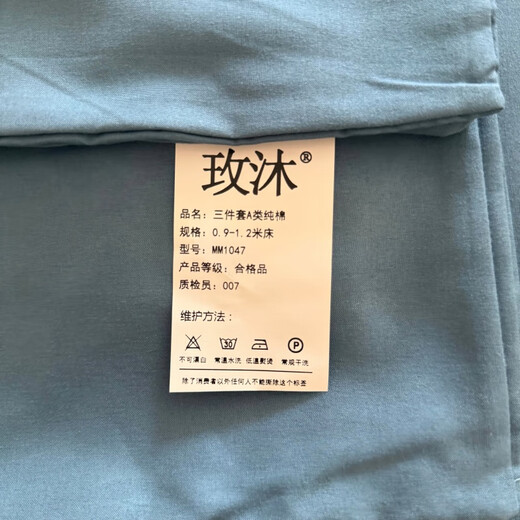 玫沐®
品名：三件套A类纯棉
规格：0.9-1.2米床
型号：MM1047
产品等级：合格品
质检员：007
维护方法：
30 P
不可漂白 常温水洗 低温熨烫 常规干洗
除了消费者以外任何人不能撕掉这个标签